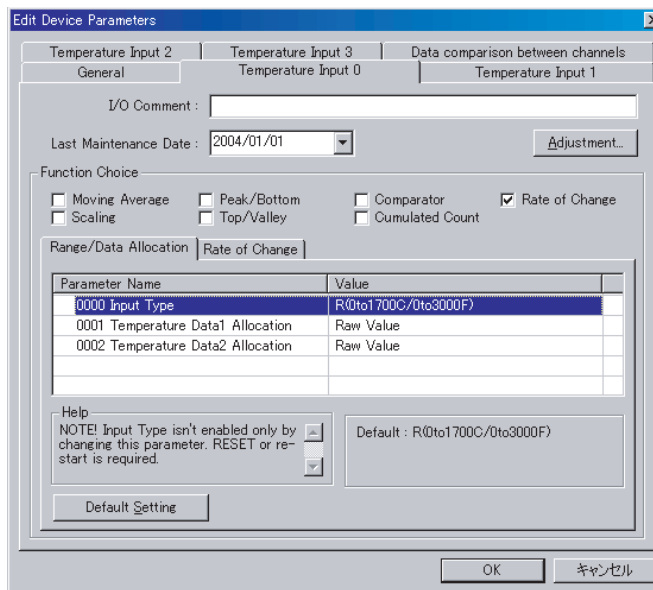 Edit Device Parameters
Temperature Input 2 Temperature Input 3 Data comparison between channels
General Temperature Input 0 Temperature Input 1
I/O Comment :
Last Maintenance Date : 2004/01/01 Adjustment...
Function Choice
Moving Average Peak/Bottom Comparator Rate of Change
Scaling Top/Valley Cumulated Count
Range/Data Allocation Rate of Change
Parameter Name Value
0000 Input Type R(0to1700C/0to3000F)
0001 Temperature Data1 Allocation Raw Value
0002 Temperature Data2 Allocation Raw Value
Help
NOTE! Input Type isn't enabled only by
changing this parameter. RESET or re-
start is required.
Default : R(0to1700C/0to3000F)
Default Setting
OK キャンセル